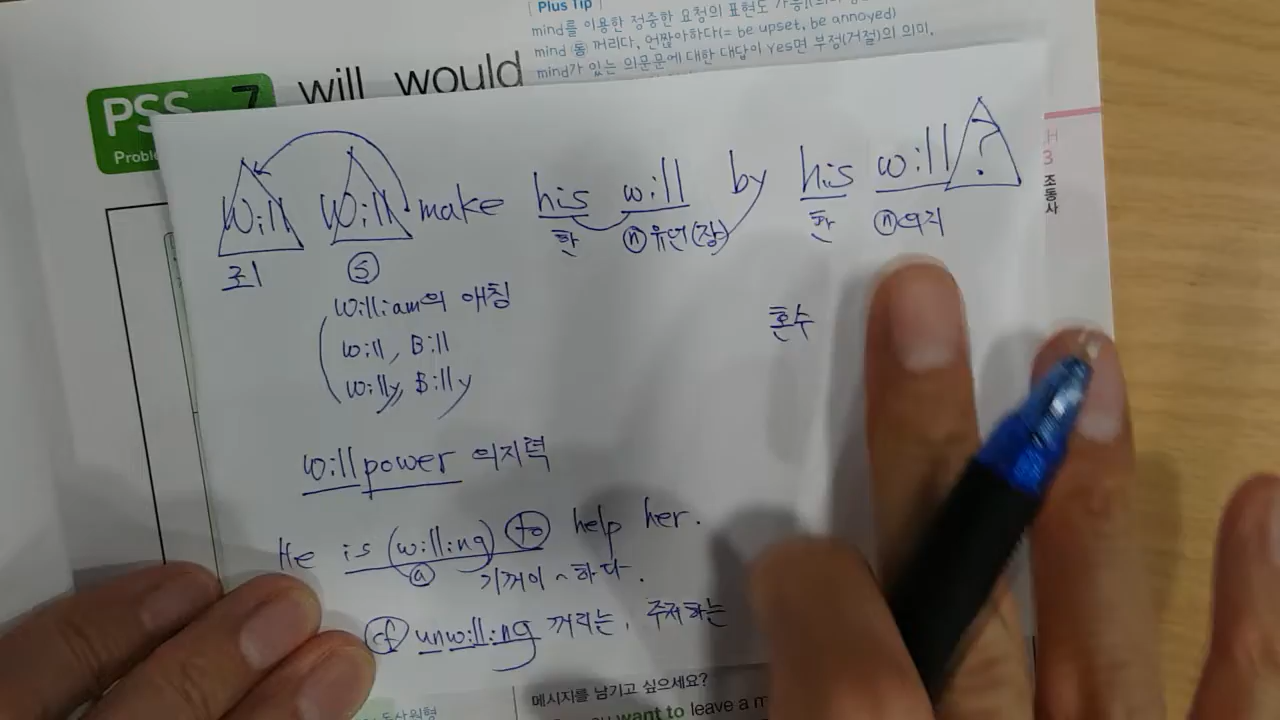 Plus Tip
mind를 이용한 정중한 요청의 표현도
mind 동 꺼리다, 언짢아하다(= be upset, be annoyed)
mind가 있는 의문문에 대한 대답이 yes면 부정(거절)의 의미.
PSS 7 will would
H
3
조동사
Will Will make his will by his will ?
조 ⓢ 한 ⓝ 유언(장) 한 ⓝ 의지
William의 애칭
Will, Bill
Willy, Billy
혼수
willpower 의지력
He is (willing) to help her.
ⓐ 기꺼이 ~하다.
cf unwilling 꺼리는, 주저하는
메시지를 남기고 싶으세요?
want to leave a m